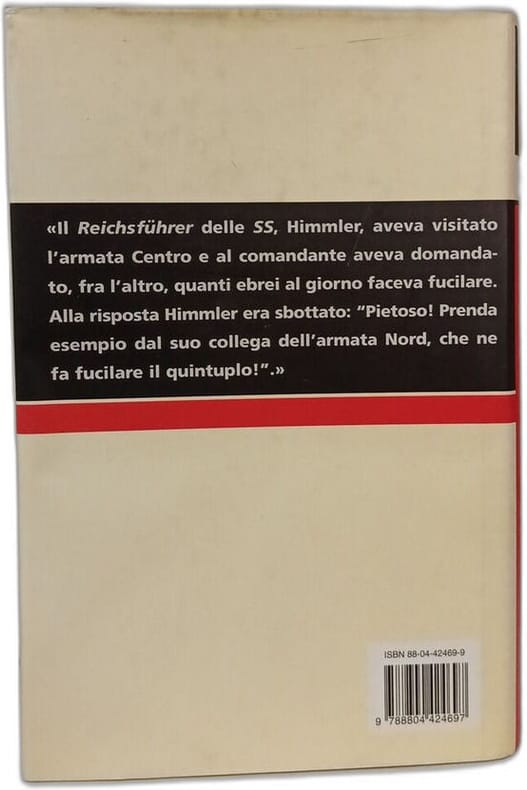 «Il Reichsführer delle SS, Himmler, aveva visitato
l'armata Centro e al comandante aveva domanda-
to, fra l'altro, quanti ebrei al giorno faceva fucilare.
Alla risposta Himmler era sbottato: "Pietoso! Prenda
esempio dal suo collega dell'armata Nord, che ne
fa fucilare il quintuplo!".»
ISBN 88-04-42469-9
9 788804 424697